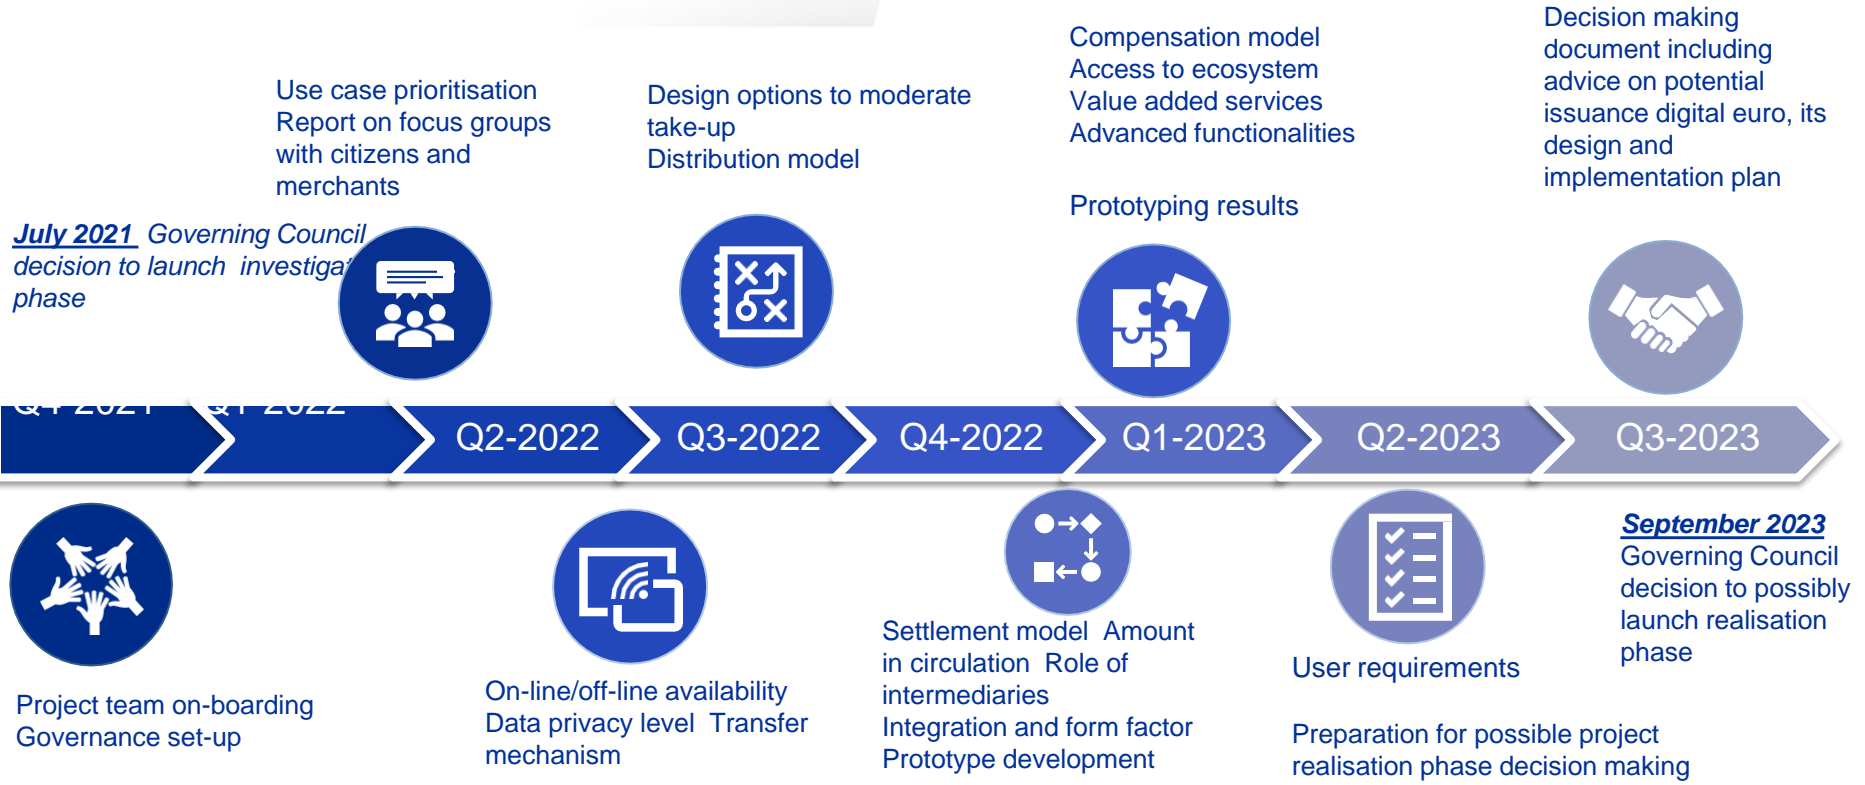 Use case prioritisation
Report on focus groups
with citizens and
merchants
Design options to moderate
take-up
Distribution model
Compensation model
Access to ecosystem
Value added services
Advanced functionalities
Prototyping results
Decision making
document including
advice on potential
issuance digital euro, its
design and
implementation plan
July 2021 Governing Council
decision to launch investigat
phase
Q4-2021
Q1-2022
Q2-2022
Q3-2022
Q4-2022
Q1-2023
Q2-2023
Q3-2023
Project team on-boarding
Governance set-up
On-line/off-line availability
Data privacy level Transfer
mechanism
Settlement model Amount
in circulation Role of
intermediaries
Integration and form factor
Prototype development
User requirements
Preparation for possible project
realisation phase decision making
September 2023
Governing Council
decision to possibly
launch realisation
phase